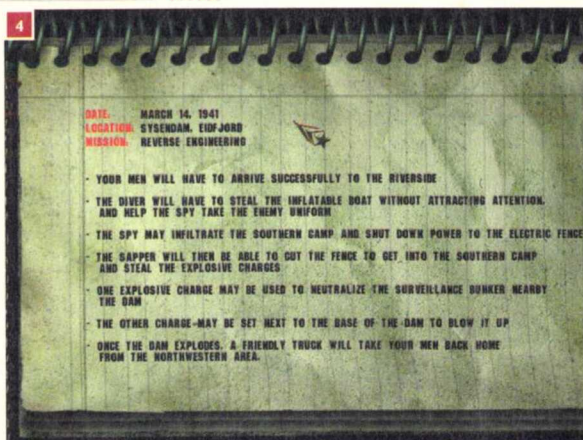 4
DATE: MARCH 14, 1941
LOCATION: SYSENDAM, EIDFJORD
MISSION: REVERSE ENGINEERING
- YOUR MEN WILL HAVE TO ARRIVE SUCCESSFULLY TO THE RIVERSIDE
- THE DIVER WILL HAVE TO STEAL THE INFLATABLE BOAT WITHOUT ATTRACTING ATTENTION,
AND HELP THE SPY TAKE THE ENEMY UNIFORM
- THE SPY MAY INFILTRATE THE SOUTHERN CAMP AND SHUT DOWN POWER TO THE ELECTRIC FENCE
- THE SAPPER WILL THEN BE ABLE TO CUT THE FENCE TO GET INTO THE SOUTHERN CAMP
AND STEAL THE EXPLOSIVE CHARGES
- ONE EXPLOSIVE CHARGE MAY BE USED TO NEUTRALIZE THE SURVEILLANCE BUNKER NEARBY
THE DAM
- THE OTHER CHARGE MAY BE SET NEXT TO THE BASE OF THE DAM TO BLOW IT UP
- ONCE THE DAM EXPLODES, A FRIENDLY TRUCK WILL TAKE YOUR MEN BACK HOME
FROM THE NORTHWESTERN AREA.